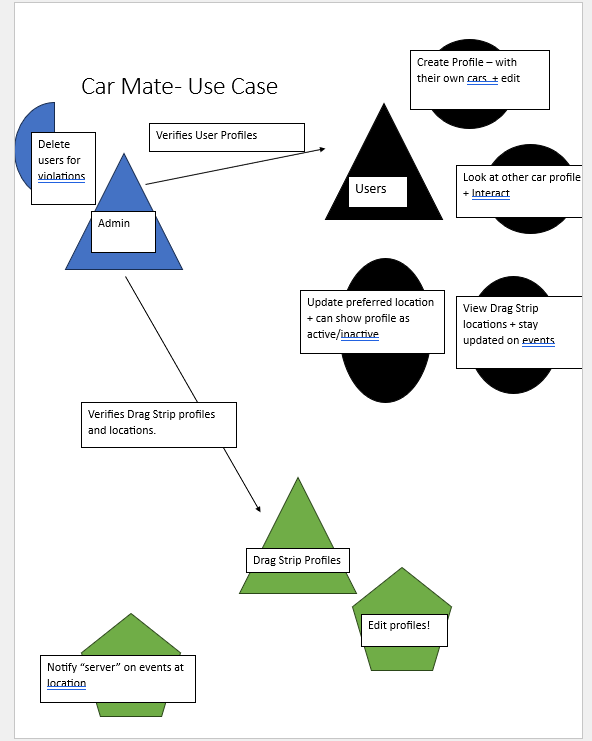 Car Mate- Use Case
Create Profile – with
their own cars + edit
Verifies User Profiles
Delete
users for
violations
Look at other car profile
+ Interact
Users
Admin
Update preferred location
+ can show profile as
active/inactive
View Drag Strip
locations + stay
updated on events
Verifies Drag Strip profiles
and locations.
Drag Strip Profiles
Edit profiles!
Notify “server” on events at
location